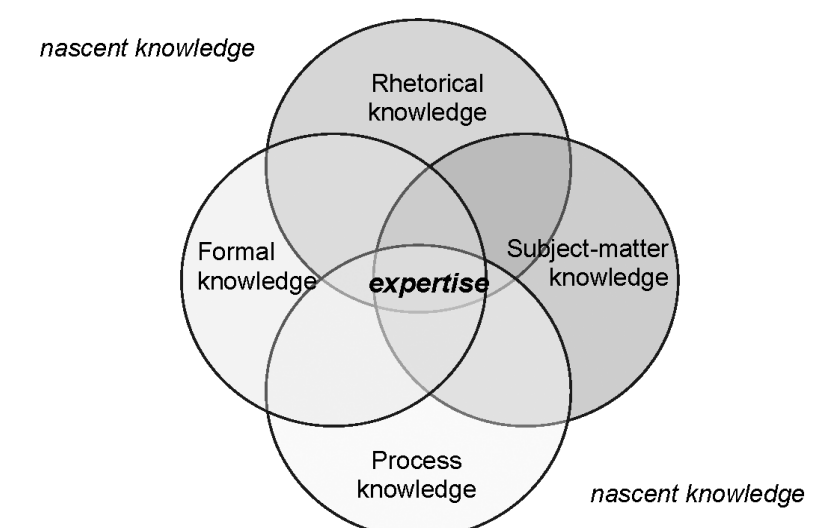 nascent knowledge
Rhetorical
knowledge
Formal
knowledge
Subject-matter
knowledge
expertise
Process
knowledge
nascent knowledge